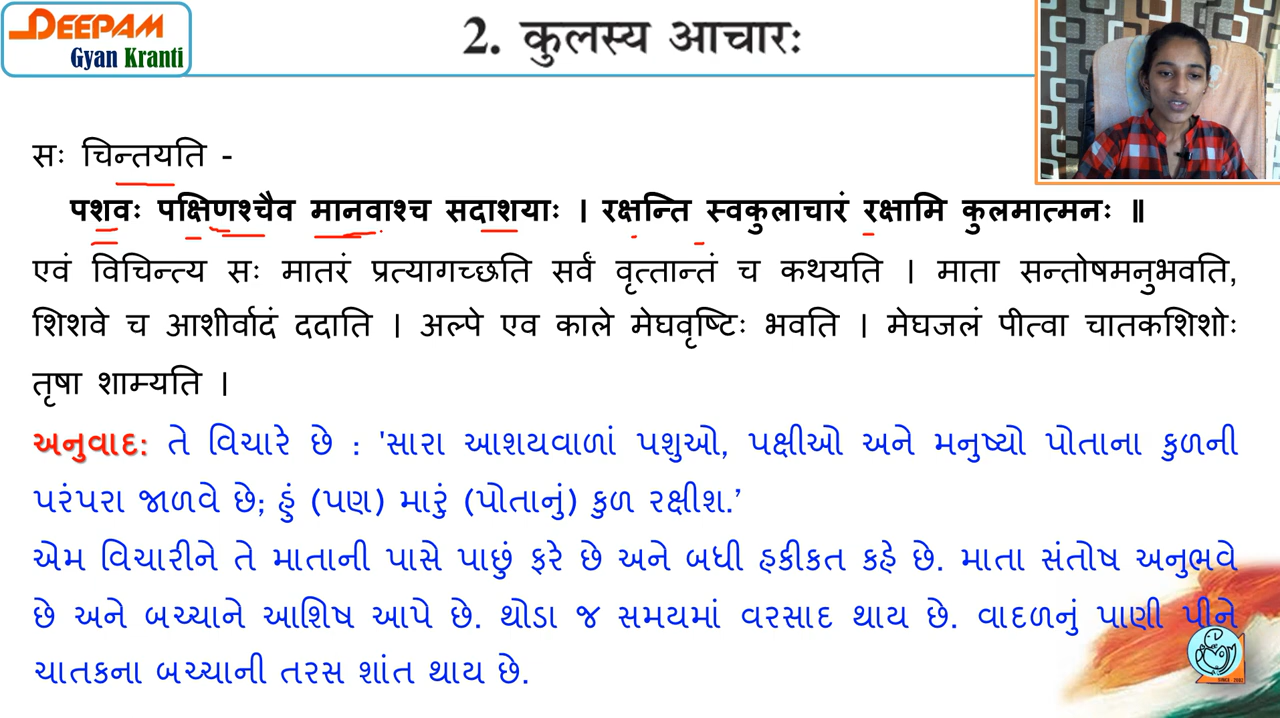 DEEPAM
Gyan Kranti
2. कुलस्य आचारः
सः चिन्तयति -
पशवः पक्षिणश्चैव मानवाश्च सदाशयाः । रक्षन्ति स्वकुलाचारं रक्षामि कुलमात्मनः ॥
एवं विचिन्त्य सः मातरं प्रत्यागच्छति सर्वं वृत्तान्तं च कथयति । माता सन्तोषमनुभवति,
शिशवे च आशीर्वादं ददाति । अल्पे एव काले मेघवृष्टिः भवति । मेघजलं पीत्वा चातकशिशोः
तृषा शाम्यति ।
અનુવાદ: તે વિચારે છે : 'સારા આશયવાળાં પશુઓ, પક્ષીઓ અને મનુષ્યો પોતાના કુળની
પરંપરા જાળવે છે; હું (પણ) મારું (પોતાનું) કુળ રક્ષીશ.’
એમ વિચારીને તે માતાની પાસે પાછું ફરે છે અને બધી હકીકત કહે છે. માતા સંતોષ અનુભવે
છે અને બચ્ચાને આશિષ આપે છે. થોડા જ સમયમાં વરસાદ થાય છે. વાદળનું પાણી પીને
ચાતકના બચ્ચાની તરસ શાંત થાય છે.
SINCE 2002